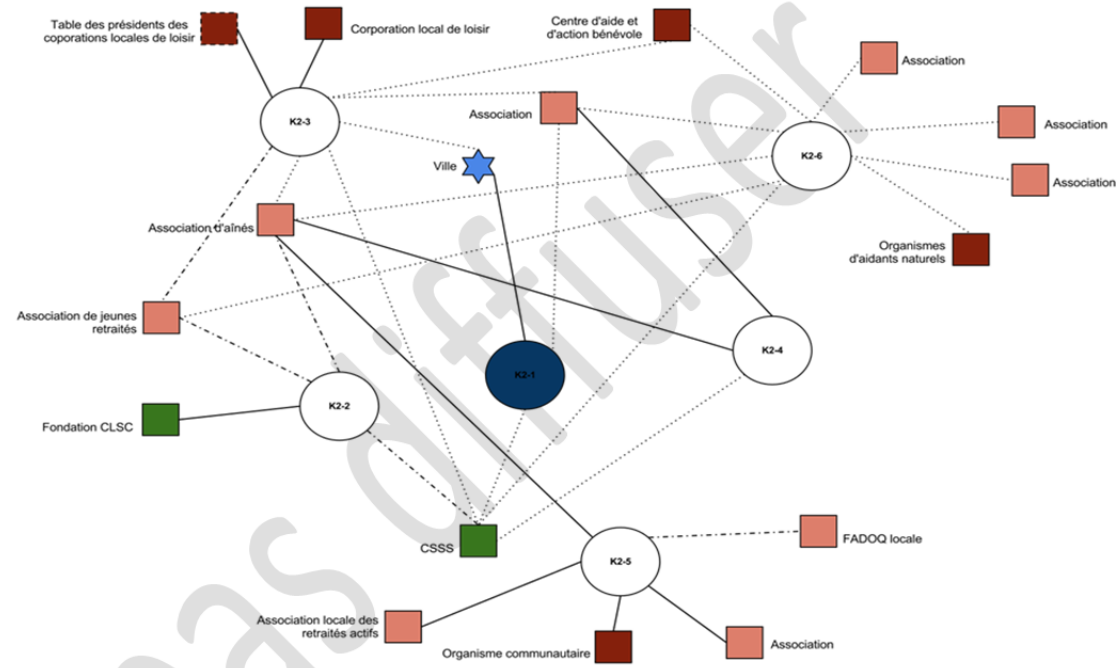 Table des présidents des
coporations locales de loisir
Corporation local de loisir
Centre d'aide et
d'action bénévole
Association
Association
K2-3
Association
K2-6
Ville
Association
Association d'aînés
Organismes
d'aidants naturels
Association de jeunes
retraités
K2-4
K2-1
K2-2
Fondation CLSC
CSSS
FADOQ locale
K2-5
Association locale des
retraités actifs
Organisme communautaire
Association
pas diffuser